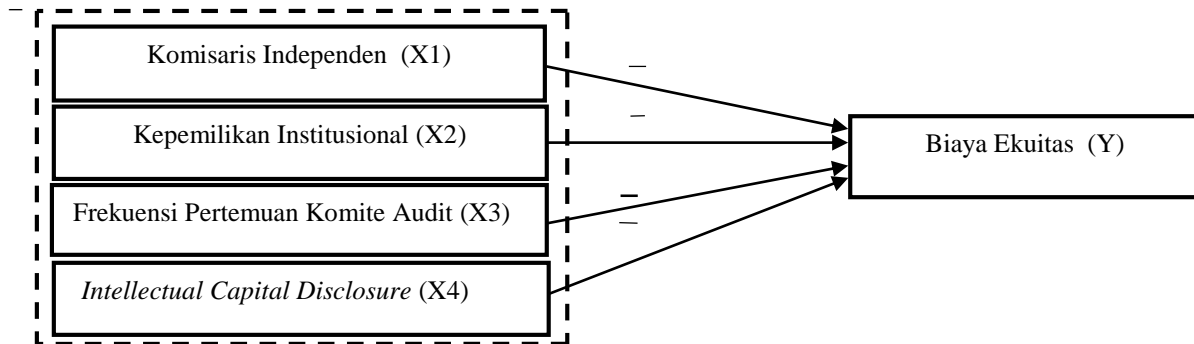 Komisaris Independen (X1)
Kepemilikan Institusional (X2)
Frekuensi Pertemuan Komite Audit (X3)
Intellectual Capital Disclosure (X4)
Biaya Ekuitas (Y)